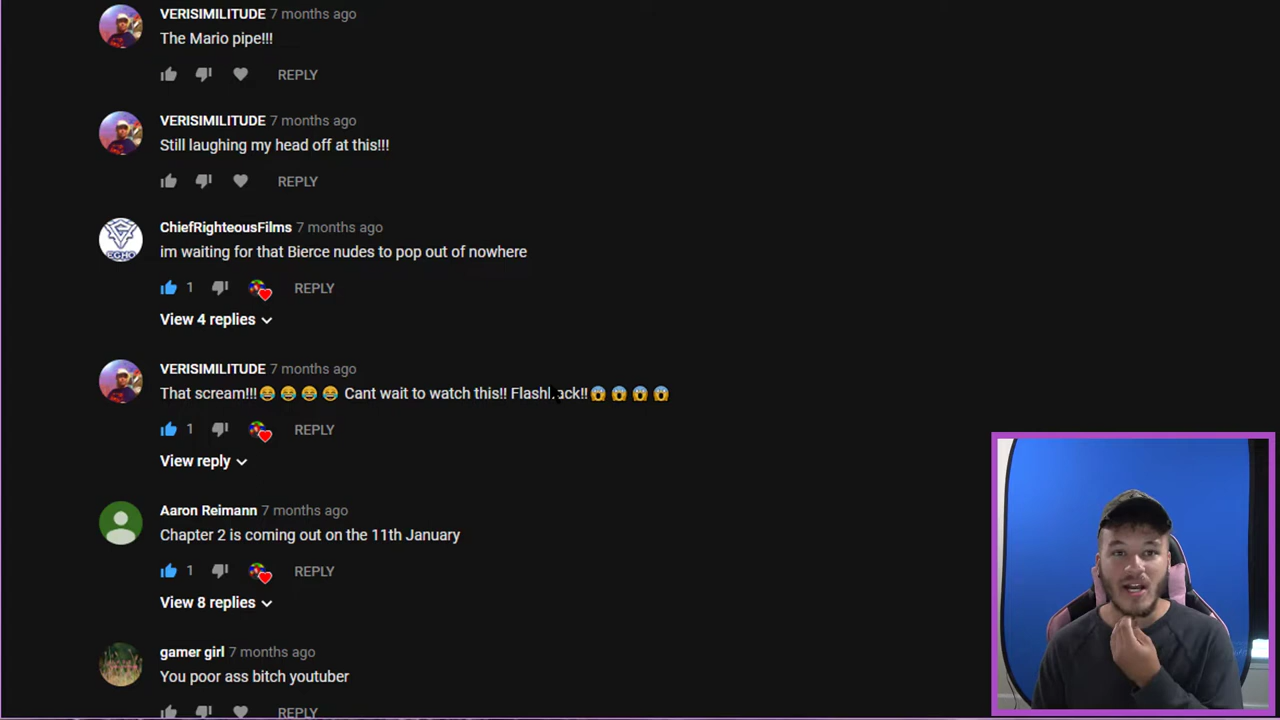 VERISIMILITUDE 7 months ago
The Mario pipe!!!
REPLY
VERISIMILITUDE 7 months ago
Still laughing my head off at this!!!
REPLY
ChiefRighteousFilms 7 months ago
im waiting for that Bierce nudes to pop out of nowhere
1 REPLY
View 4 replies
VERISIMILITUDE 7 months ago
That scream!!!😂😂😂😂 Cant wait to watch this!! Flashback!!😱😱😱😱
1 REPLY
View reply
Aaron Reimann 7 months ago
Chapter 2 is coming out on the 11th January
1 REPLY
View 8 replies
gamer girl 7 months ago
You poor ass bitch youtuber
REPLY
ECHO